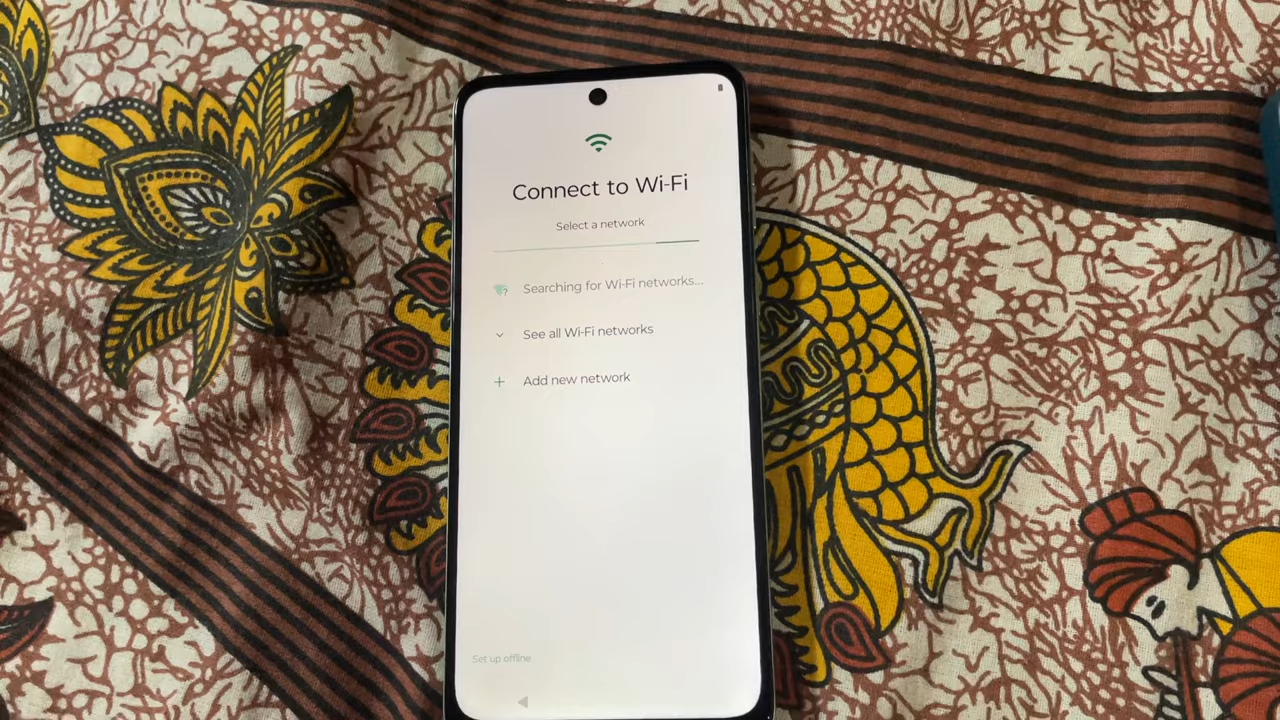 Connect to Wi-Fi
Select a network
Searching for Wi-Fi networks...
See all Wi-Fi networks
Add new network
Set up offline